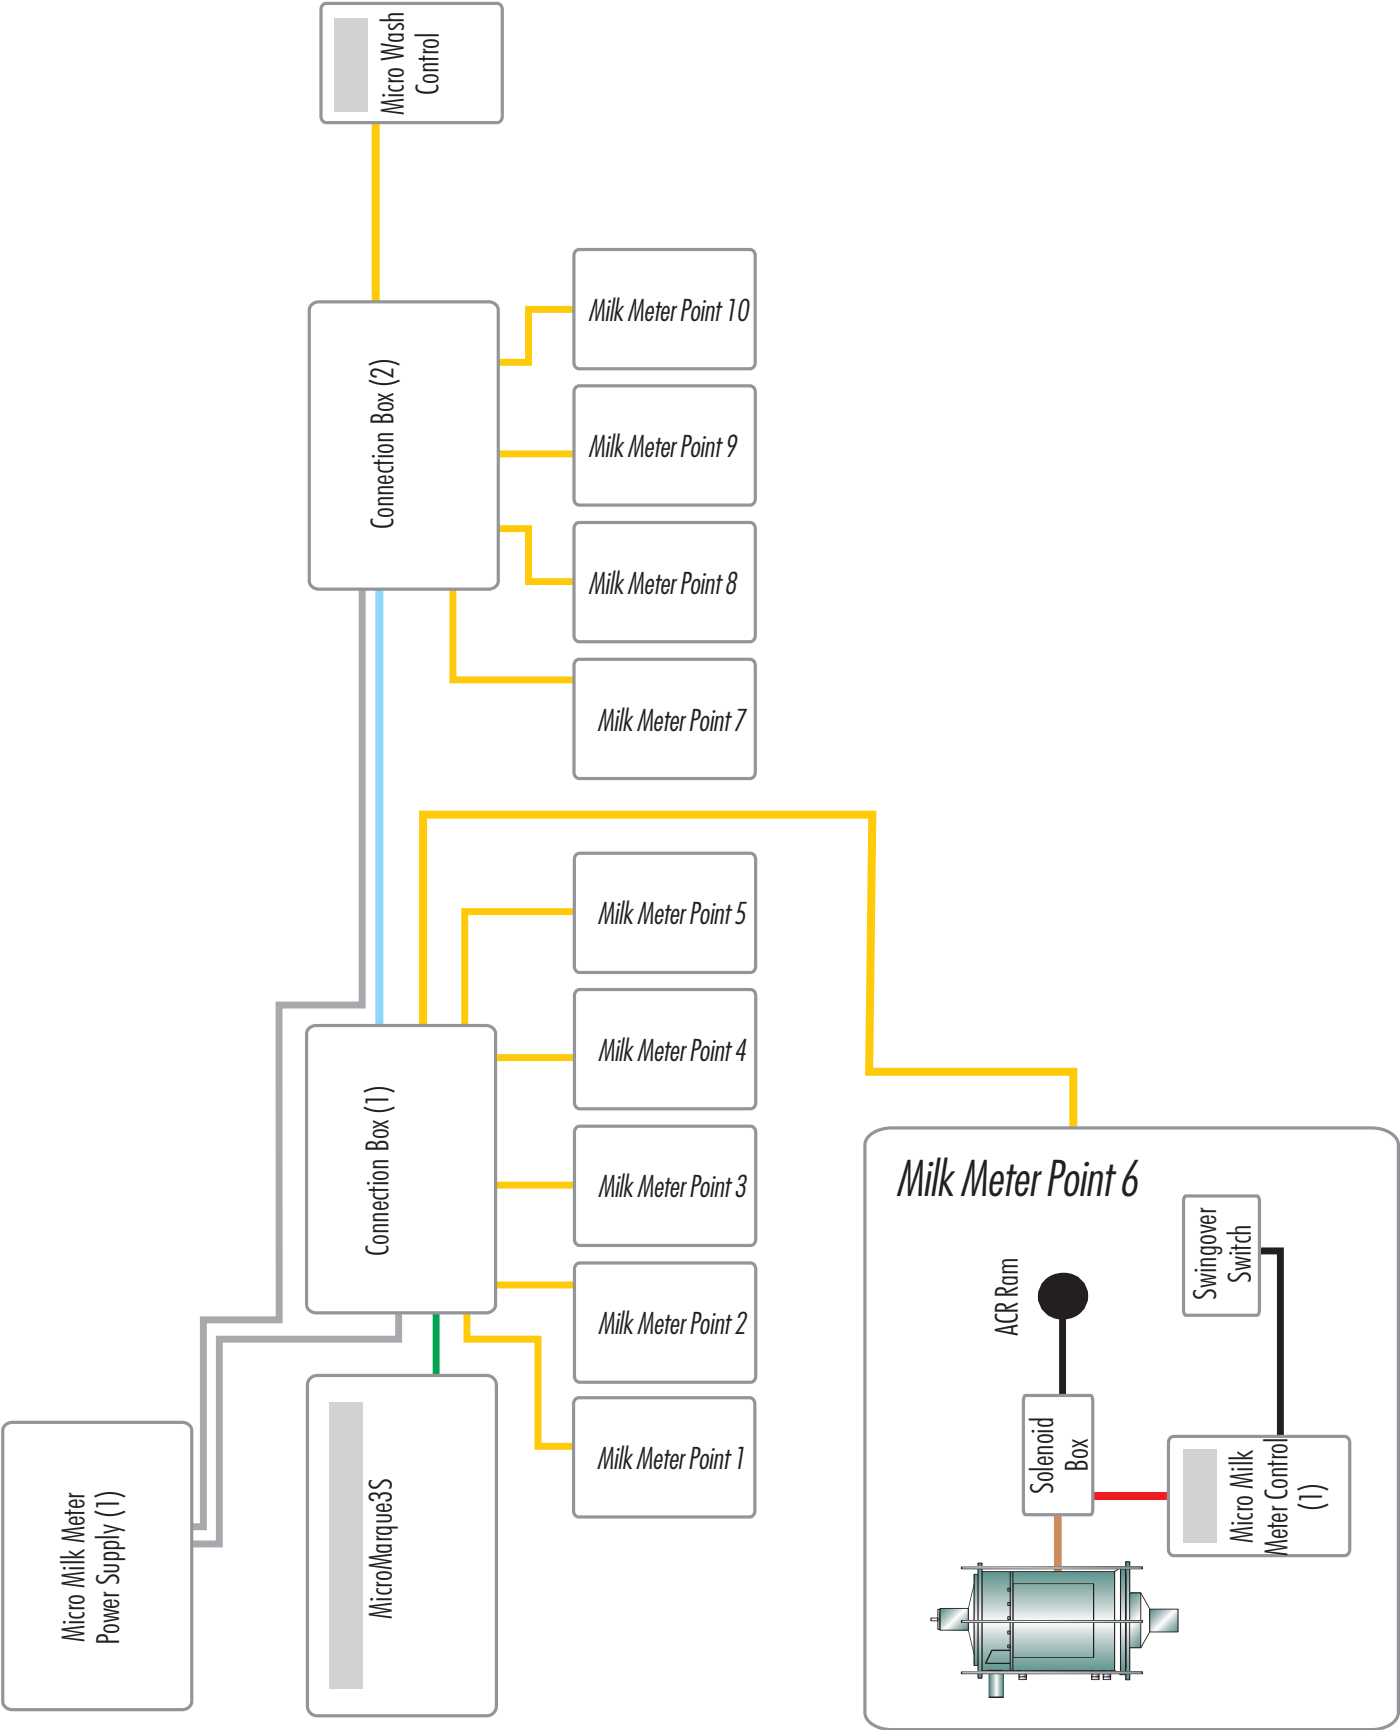 Micro Wash
Control
Connection Box (2)
Milk Meter Point 10
Milk Meter Point 9
Milk Meter Point 8
Milk Meter Point 7
Milk Meter Point 5
Milk Meter Point 4
Milk Meter Point 3
Milk Meter Point 2
Milk Meter Point 1
Connection Box (1)
Micro Milk Meter
Power Supply (1)
MicroMarque3S
Milk Meter Point 6
ACR Ram
Swingover
Switch
Solenoid
Box
Micro Milk
Meter Control
(1)